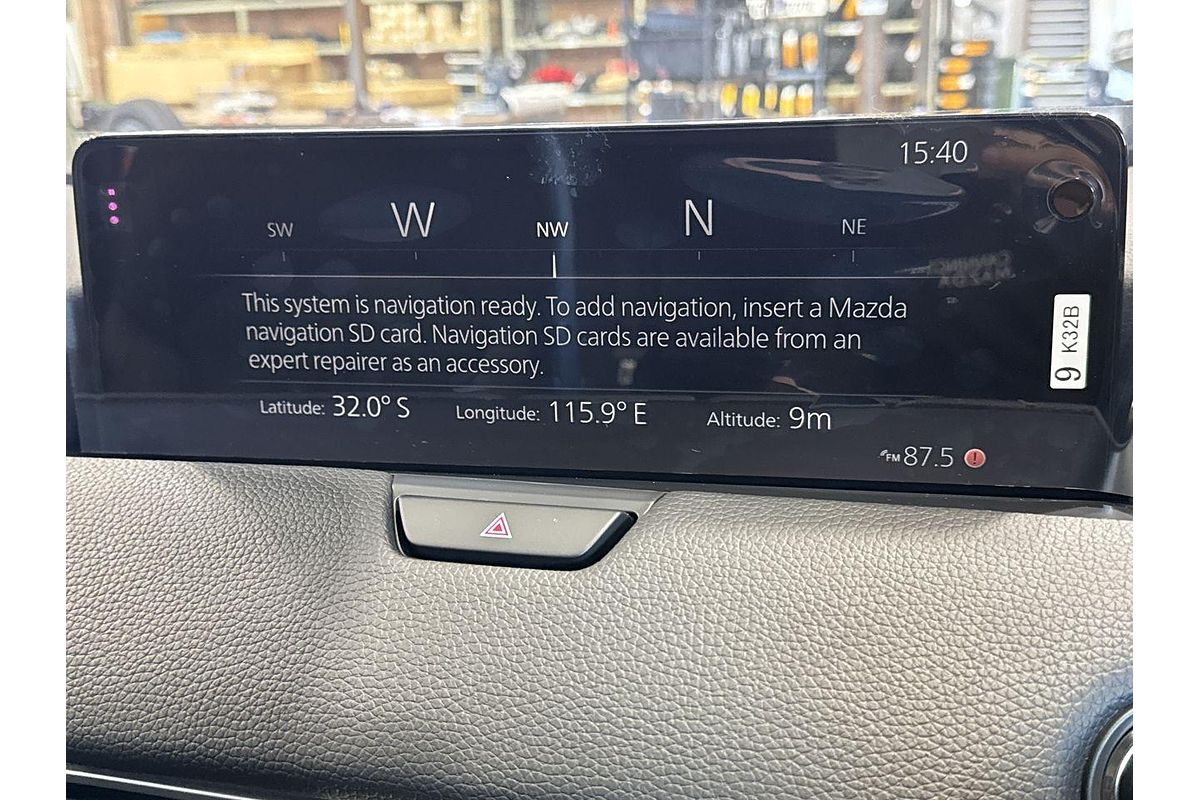 15:40
SW W NW N NE
This system is navigation ready. To add navigation, insert a Mazda
navigation SD card. Navigation SD cards are available from an
expert repairer as an accessory.
Latitude: 32.0° S Longitude: 115.9° E Altitude: 9m
FM 87.5
9 K32B